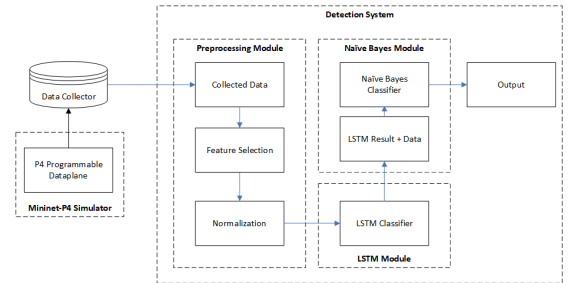 Detection System
Preprocessing Module
Naïve Bayes Module
Data Collector
Collected Data
Naïve Bayes
Classifier
Output
P4 Programmable
Dataplane
Mininet-P4 Simulator
Feature Selection
LSTM Result + Data
Normalization
LSTM Classifier
LSTM Module